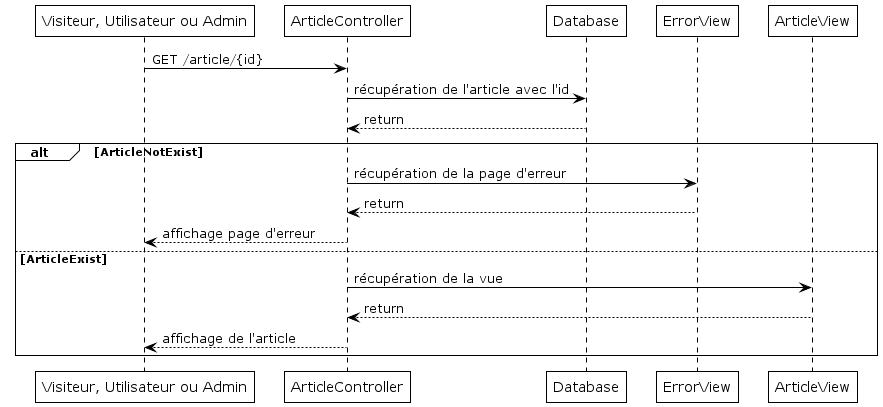 Visiteur, Utilisateur ou Admin
ArticleController
Database
ErrorView
ArticleView
GET /article/{id}
récupération de l'article avec l'id
return
alt
[ArticleNotExist]
récupération de la page d'erreur
return
affichage page d'erreur
[ArticleExist]
récupération de la vue
return
affichage de l'article
Visiteur, Utilisateur ou Admin
ArticleController
Database
ErrorView
ArticleView